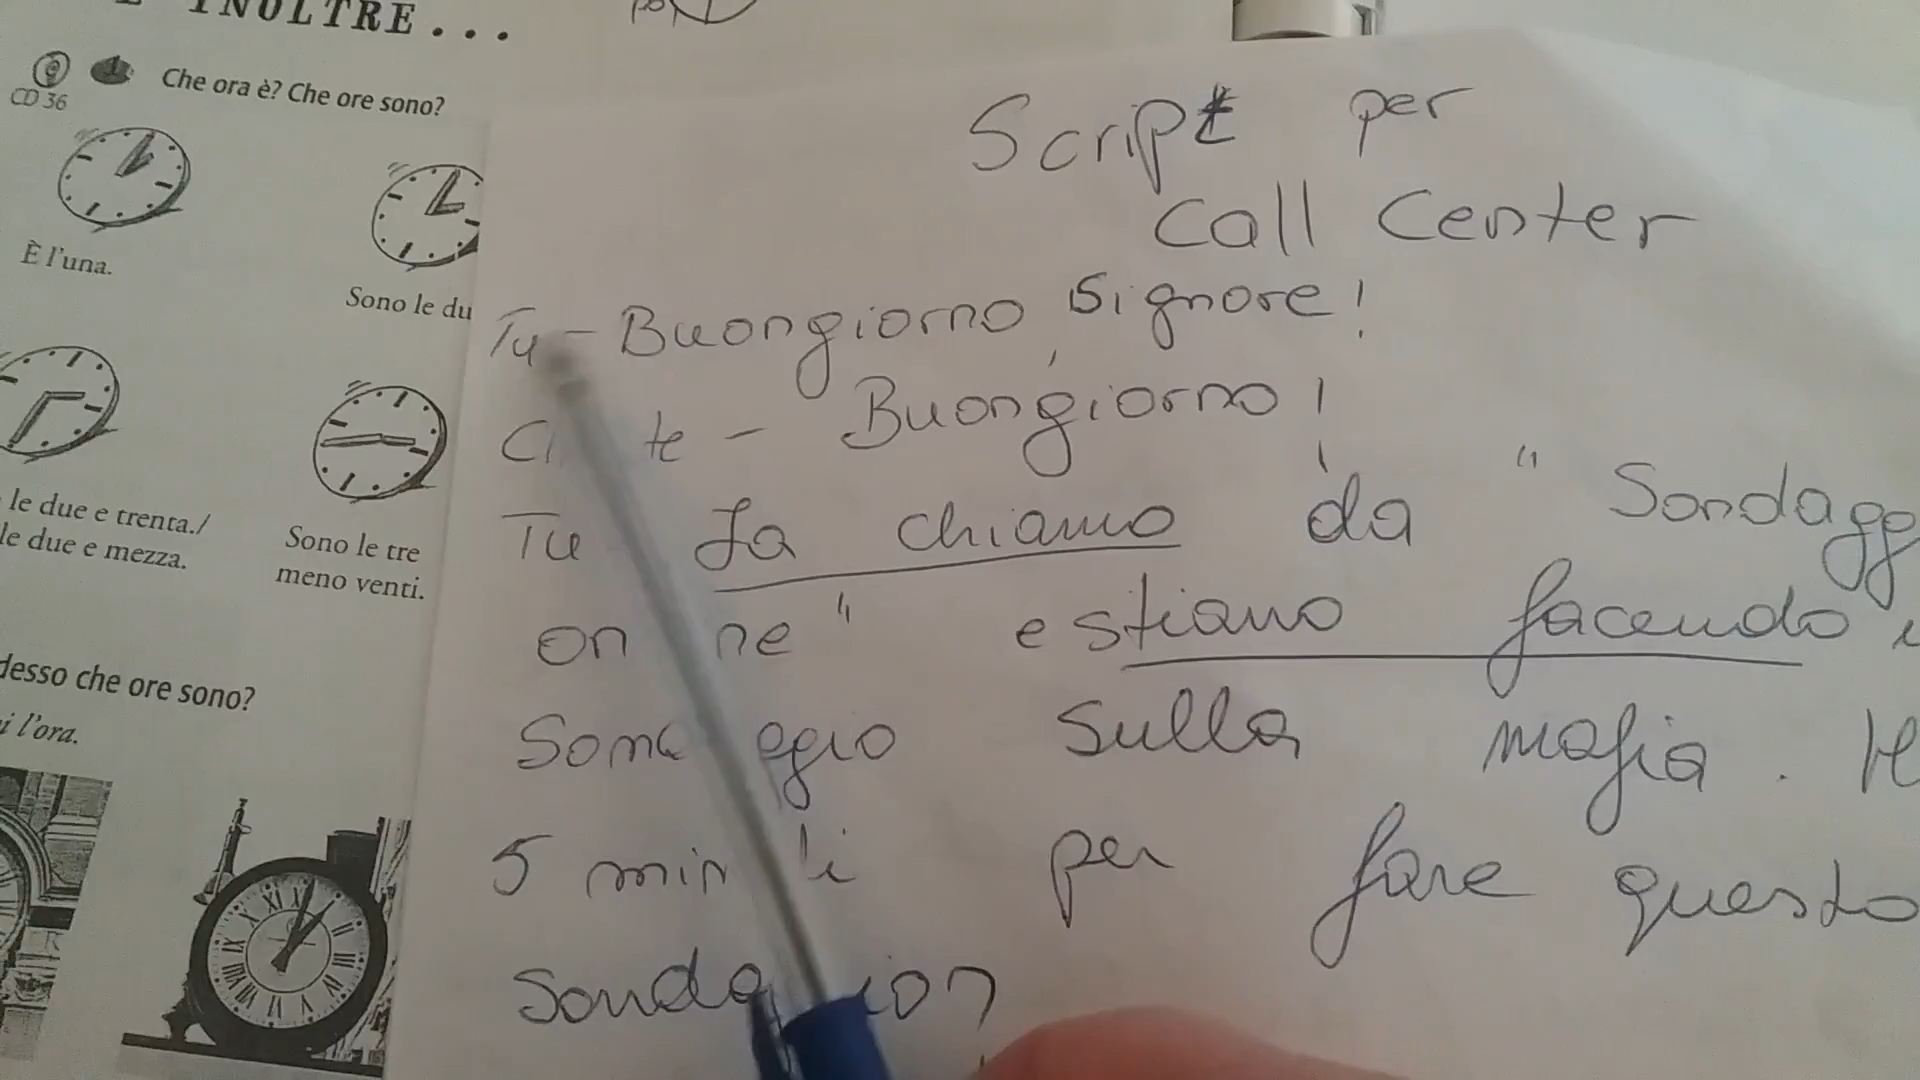 INOLTRE...
CD 36
Che ora è? Che ore sono?
È l'una.
Sono le du
le due e trenta./
le due e mezza.
Sono le tre
meno venti.
desso che ore sono?
i l'ora.
Script per
Call Center
Tu - Buongiorno, Signore!
te - Buongiorno!
Tu La chiamo da "Sondagg
on ne" e stiamo facendo
sulla mafia. H
5 per fare questo